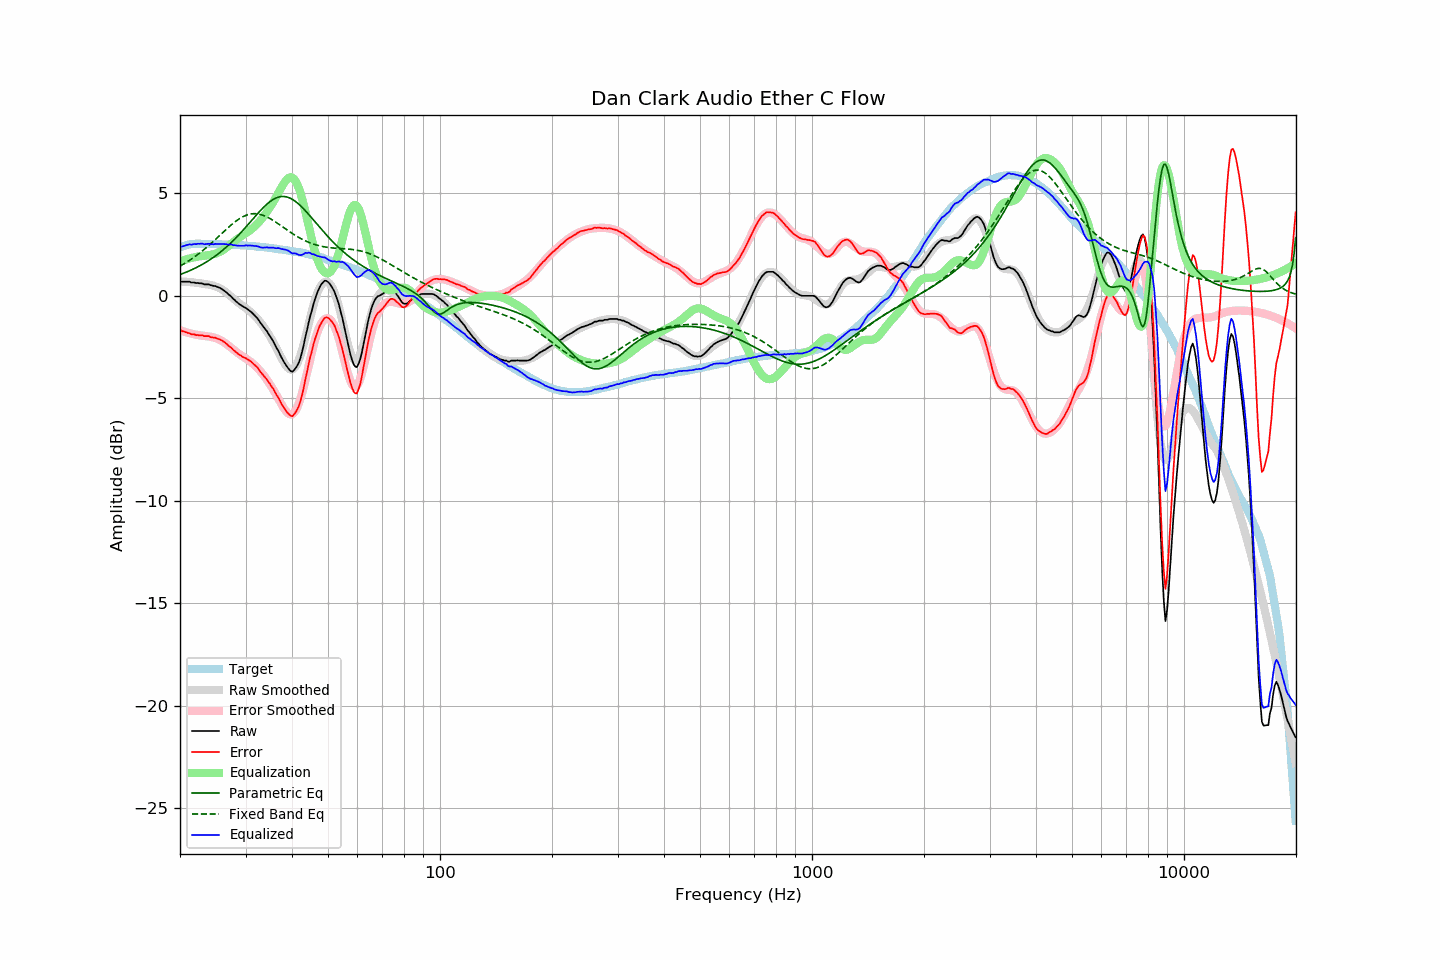 Dan Clark Audio Ether C Flow
Amplitude (dBr)
5
0
−5
−10
−15
−20
−25
Target
Raw Smoothed
Error Smoothed
Raw
Error
Equalization
Parametric Eq
Fixed Band Eq
Equalized
100
1000
10000
Frequency (Hz)